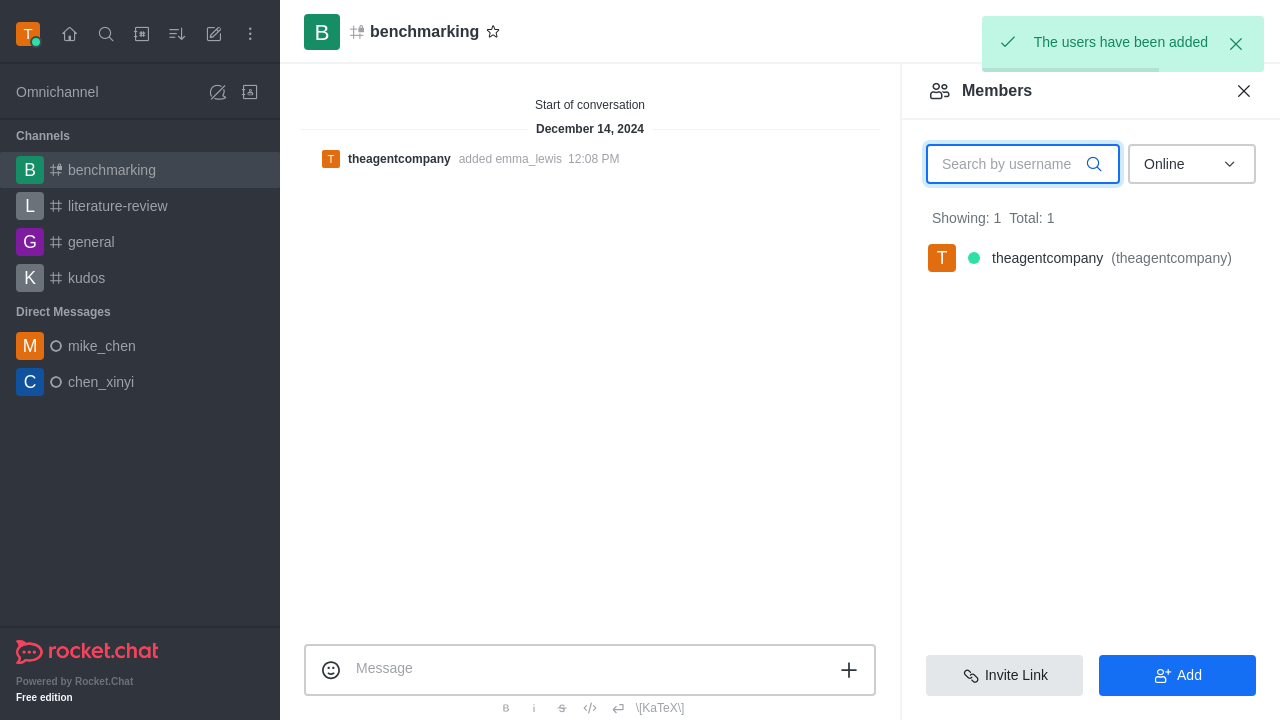 T
B benchmarking
The users have been added
Omnichannel
Members
Start of conversation
Channels
December 14, 2024
T theagentcompany added emma_lewis 12:08 PM
Search by username
Online
B benchmarking
L literature-review
Showing: 1 Total: 1
G general
T theagentcompany (theagentcompany)
K kudos
Direct Messages
M mike_chen
C chen_xinyi
rocket.chat
Message
Invite Link
Add
Powered by Rocket.Chat
Free edition
B i S </> \[KaTeX\]